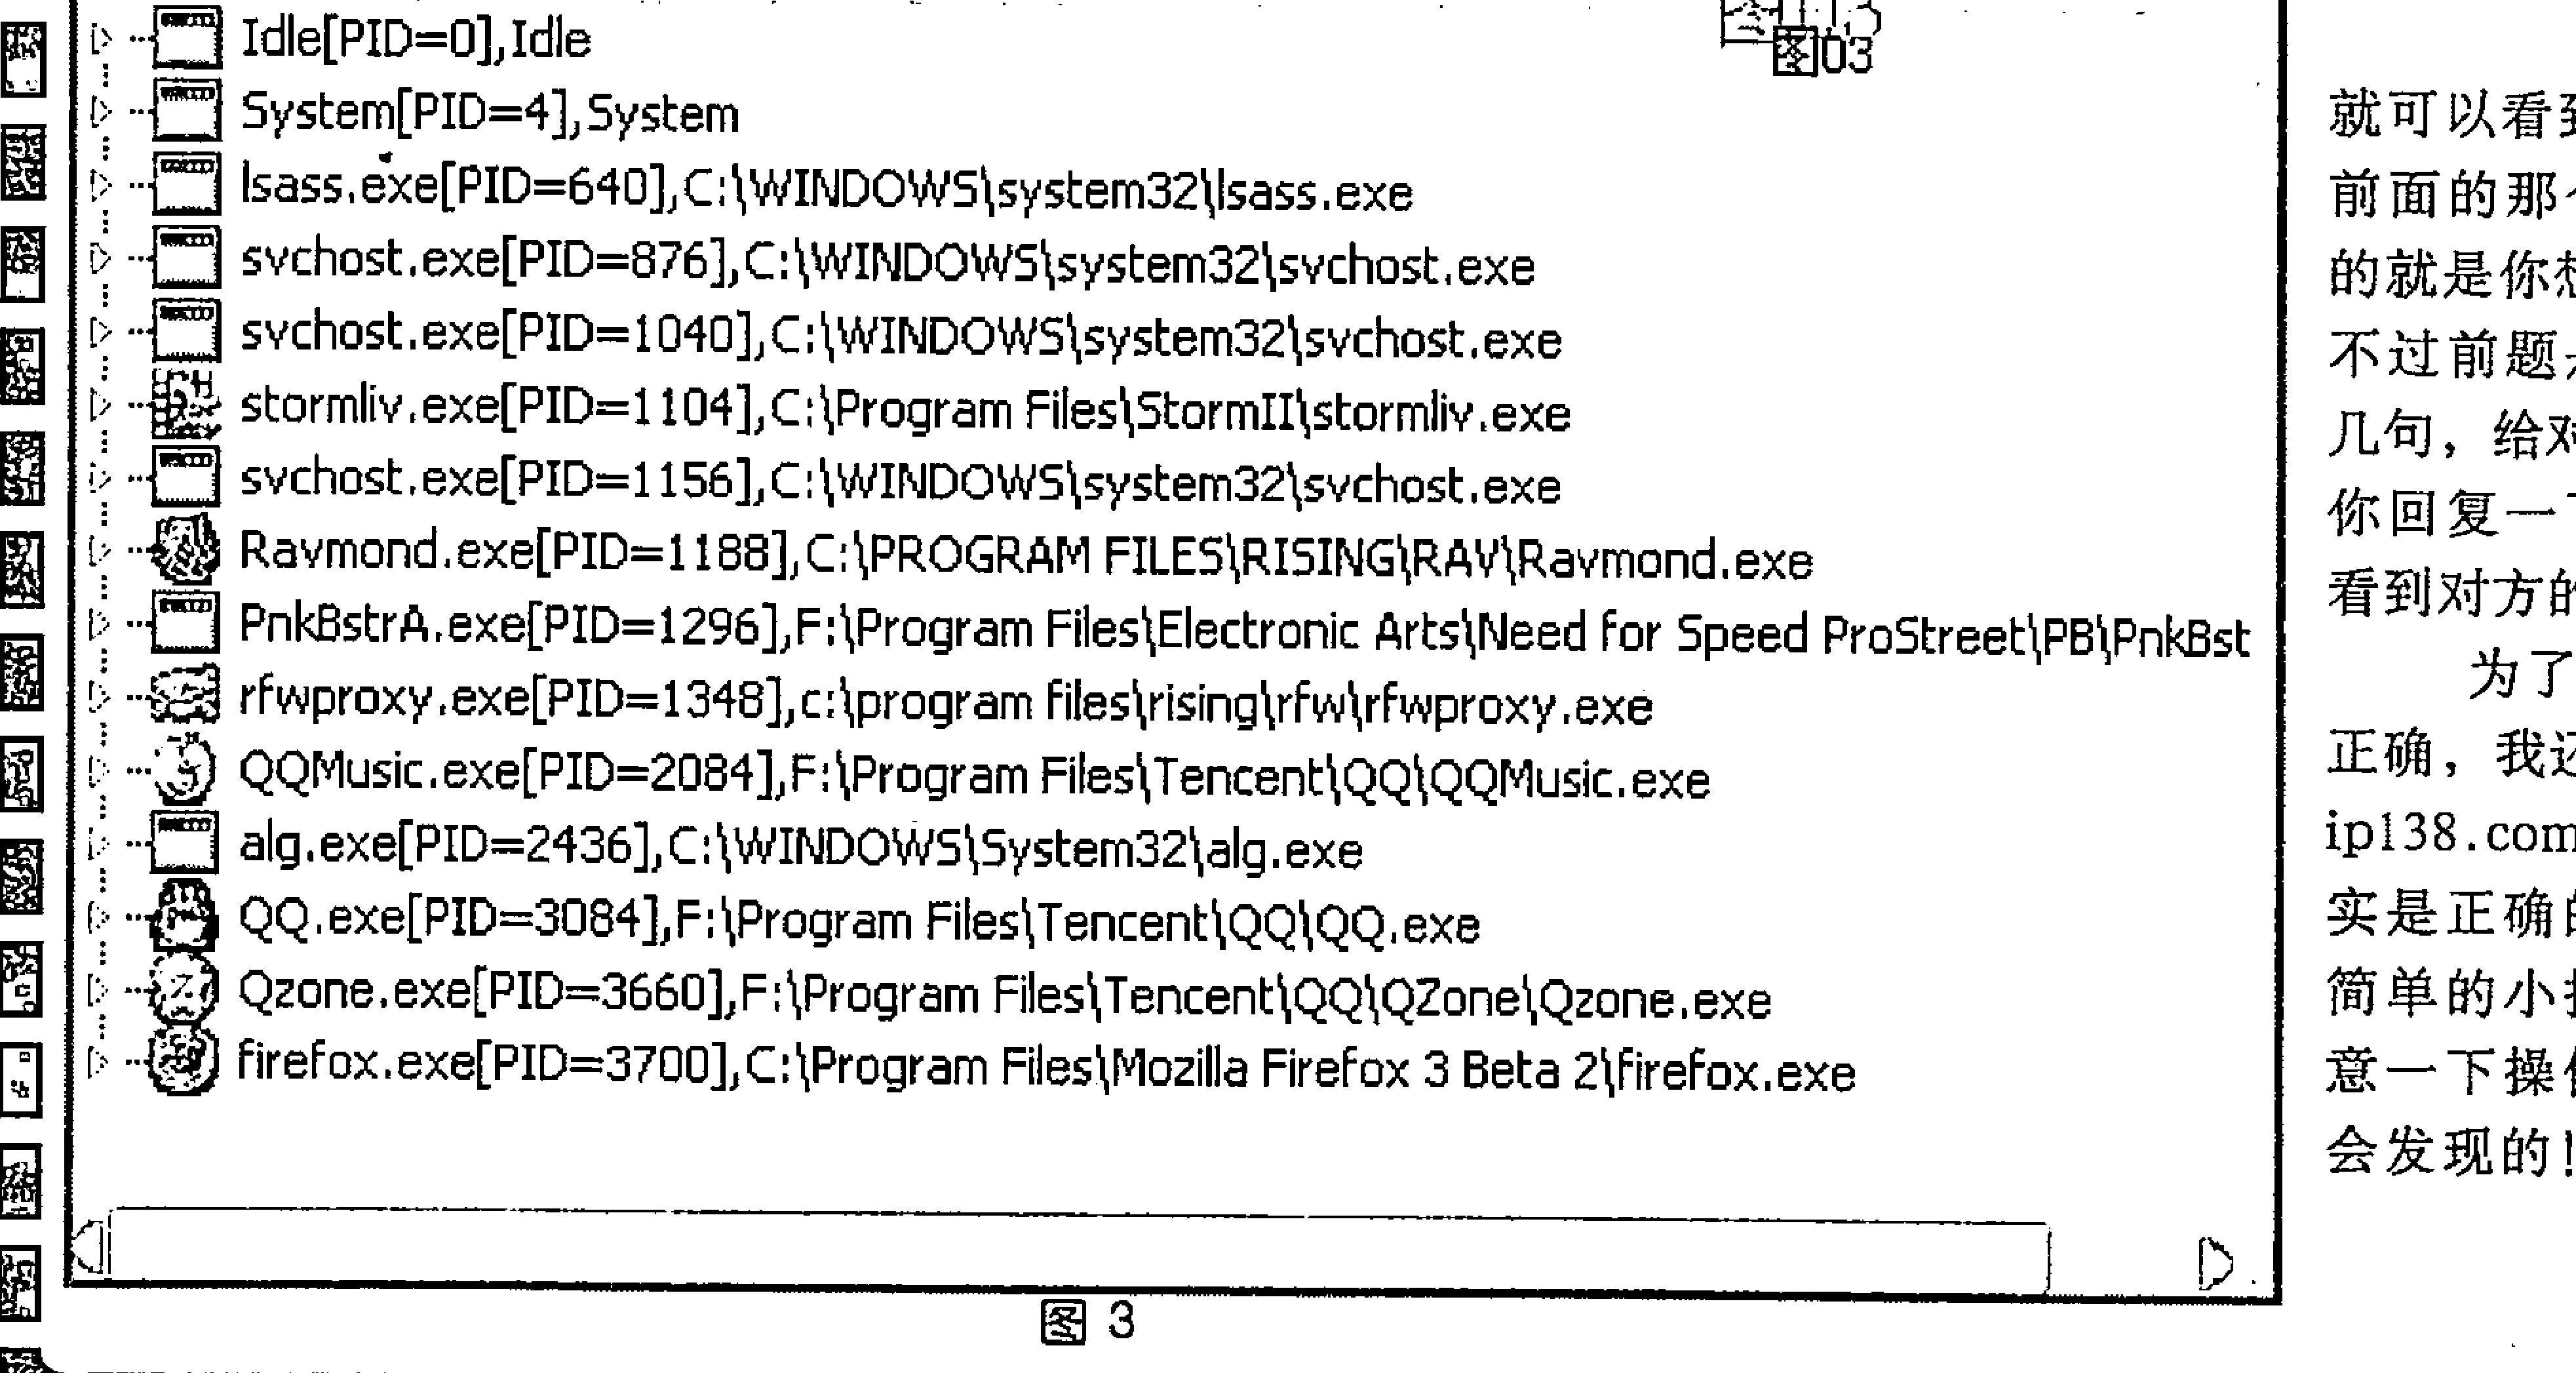 图03
Idle[PID=0],Idle
System[PID=4],System
lsass.exe[PID=640],C:\WINDOWS\system32\lsass.exe
svchost.exe[PID=876],C:\WINDOWS\system32\svchost.exe
svchost.exe[PID=1040],C:\WINDOWS\system32\svchost.exe
stormliv.exe[PID=1104],C:\Program Files\StormII\stormliv.exe
svchost.exe[PID=1156],C:\WINDOWS\system32\svchost.exe
Ravmond.exe[PID=1188],C:\PROGRAM FILES\RISING\RAV\Ravmond.exe
PnkBstrA.exe[PID=1296],F:\Program Files\Electronic Arts\Need for Speed ProStreet\PB\PnkBst
rfwproxy.exe[PID=1348],c:\program files\rising\rfw\rfwproxy.exe
QQMusic.exe[PID=2084],F:\Program Files\Tencent\QQ\QQMusic.exe
alg.exe[PID=2436],C:\WINDOWS\System32\alg.exe
QQ.exe[PID=3084],F:\Program Files\Tencent\QQ\QQ.exe
Qzone.exe[PID=3660],F:\Program Files\Tencent\QQ\QZone\Qzone.exe
firefox.exe[PID=3700],C:\Program Files\Mozilla Firefox 3 Beta 2\firefox.exe
图 3
就可以看
前面的那
的就是你
不过前题
几句，给
你回复一
看到对方的
为了
正确，我
ip138.com
实是正确的
简单的小
意一下操
会发现的!